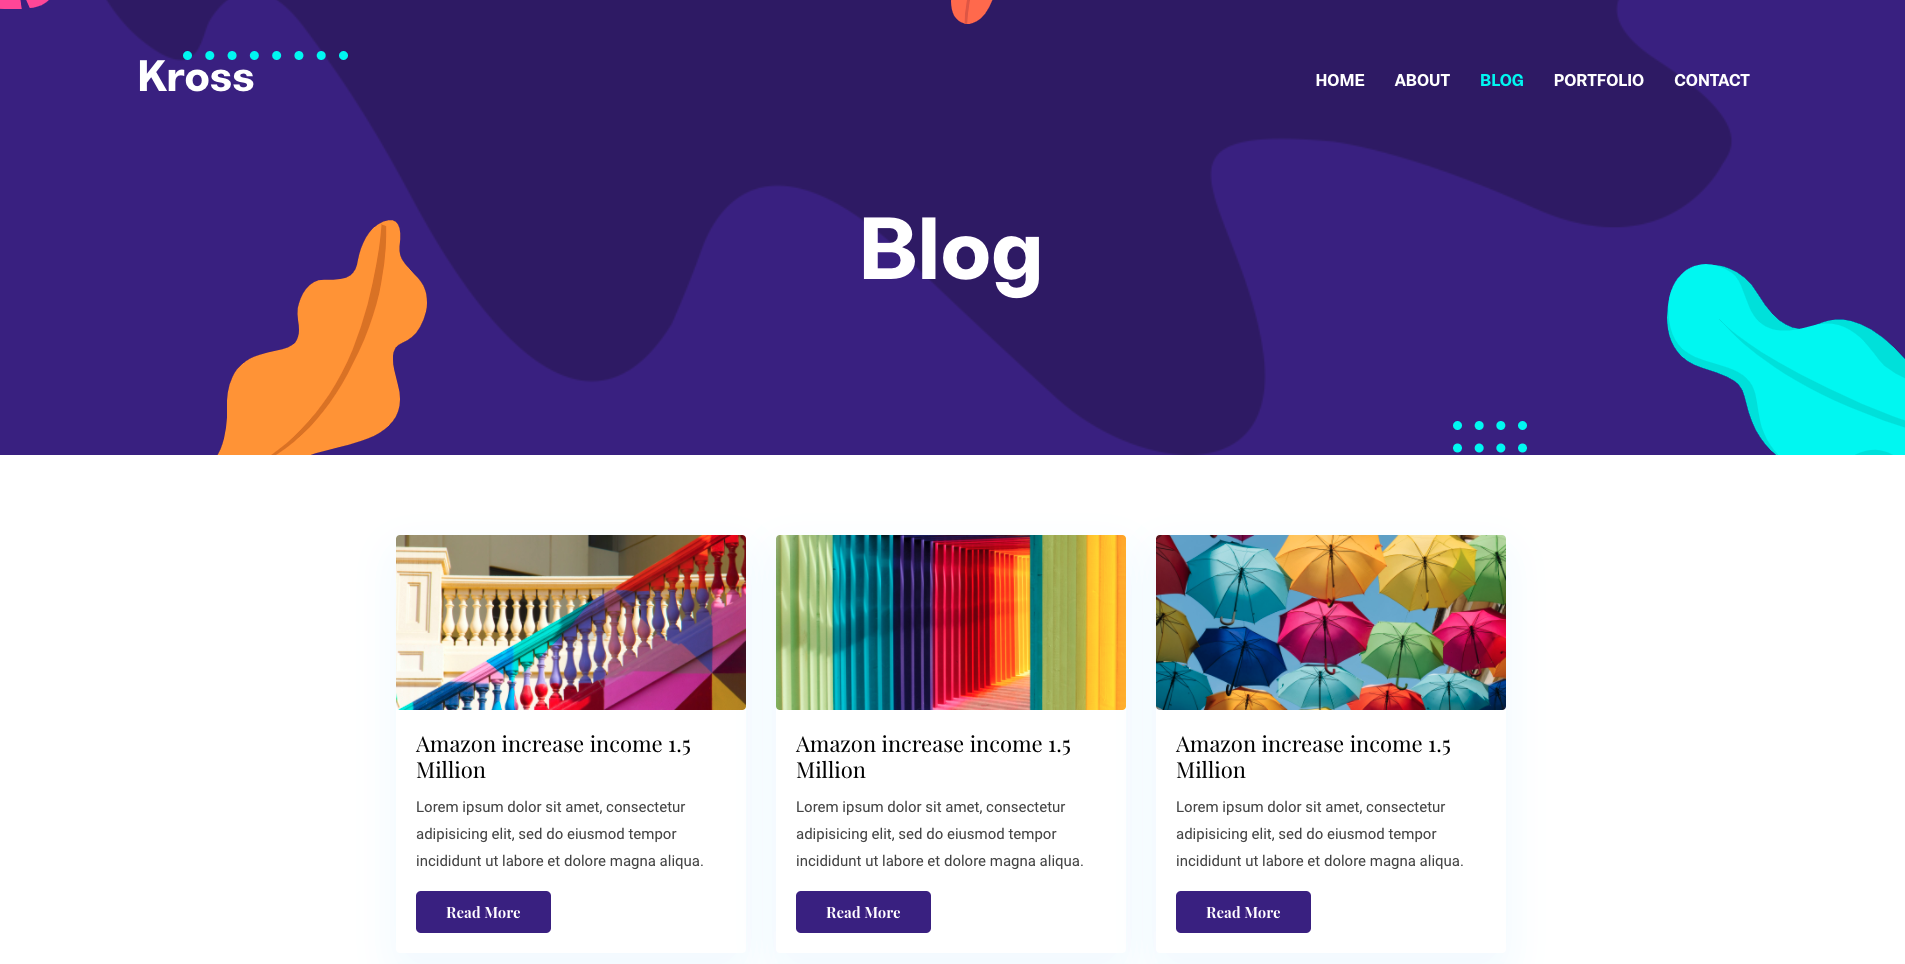 Kross
HOME ABOUT BLOG PORTFOLIO CONTACT
Blog
Amazon increase income 1.5
Million
Lorem ipsum dolor sit amet, consectetur
adipisicing elit, sed do eiusmod tempor
incididunt ut labore et dolore magna aliqua.
Read More
Amazon increase income 1.5
Million
Lorem ipsum dolor sit amet, consectetur
adipisicing elit, sed do eiusmod tempor
incididunt ut labore et dolore magna aliqua.
Read More
Amazon increase income 1.5
Million
Lorem ipsum dolor sit amet, consectetur
adipisicing elit, sed do eiusmod tempor
incididunt ut labore et dolore magna aliqua.
Read More